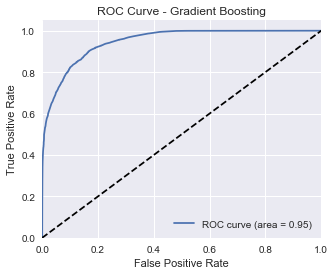 ROC Curve - Gradient Boosting
True Positive Rate
1.0
0.8
0.6
0.4
0.2
0.0
ROC curve (area = 0.95)
0.0 0.2 0.4 0.6 0.8 1.0
False Positive Rate